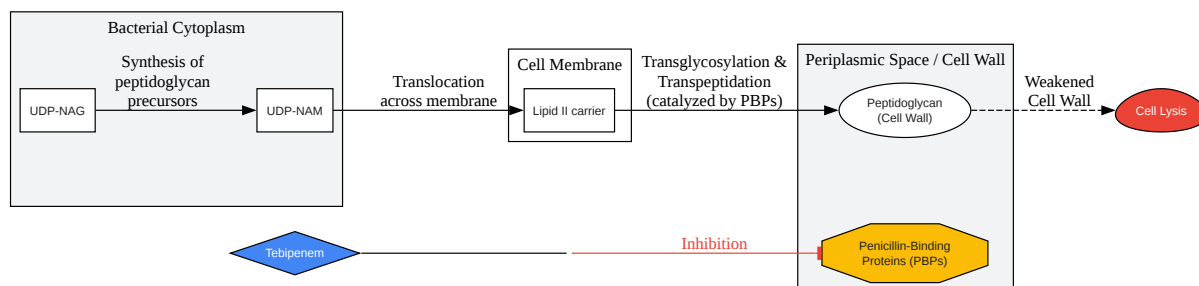 Bacterial Cytoplasm
Synthesis of
peptidoglycan
precursors
UDP-NAG
UDP-NAM
Translocation
across membrane
Cell Membrane
Lipid II carrier
Transglycosylation &
Transpeptidation
(catalyzed by PBPs)
Periplasmic Space / Cell Wall
Peptidoglycan
(Cell Wall)
Weakened
Cell Wall
Cell Lysis
Tebipenem
Inhibition
Penicillin-Binding
Proteins (PBPs)